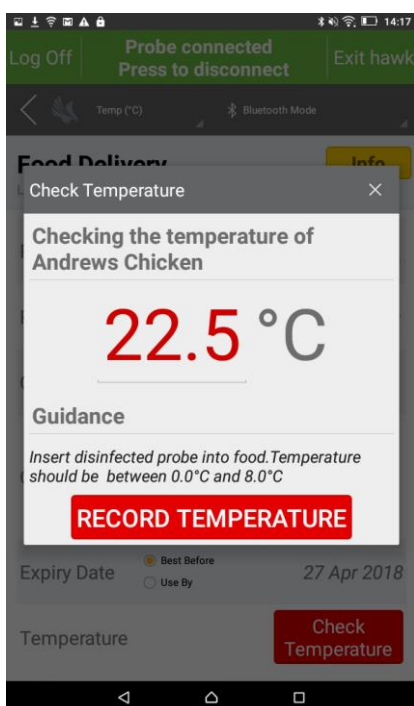 14:17
Log Off
Probe connected
Press to disconnect
Exit hawk
Temp (°C)
Bluetooth Mode
Food Delivery
Info
Check Temperature
Checking the temperature of
Andrews Chicken
22.5 °C
Guidance
Insert disinfected probe into food.Temperature
should be between 0.0°C and 8.0°C
RECORD TEMPERATURE
Expiry Date
Best Before
Use By
27 Apr 2018
Temperature
Check
Temperature